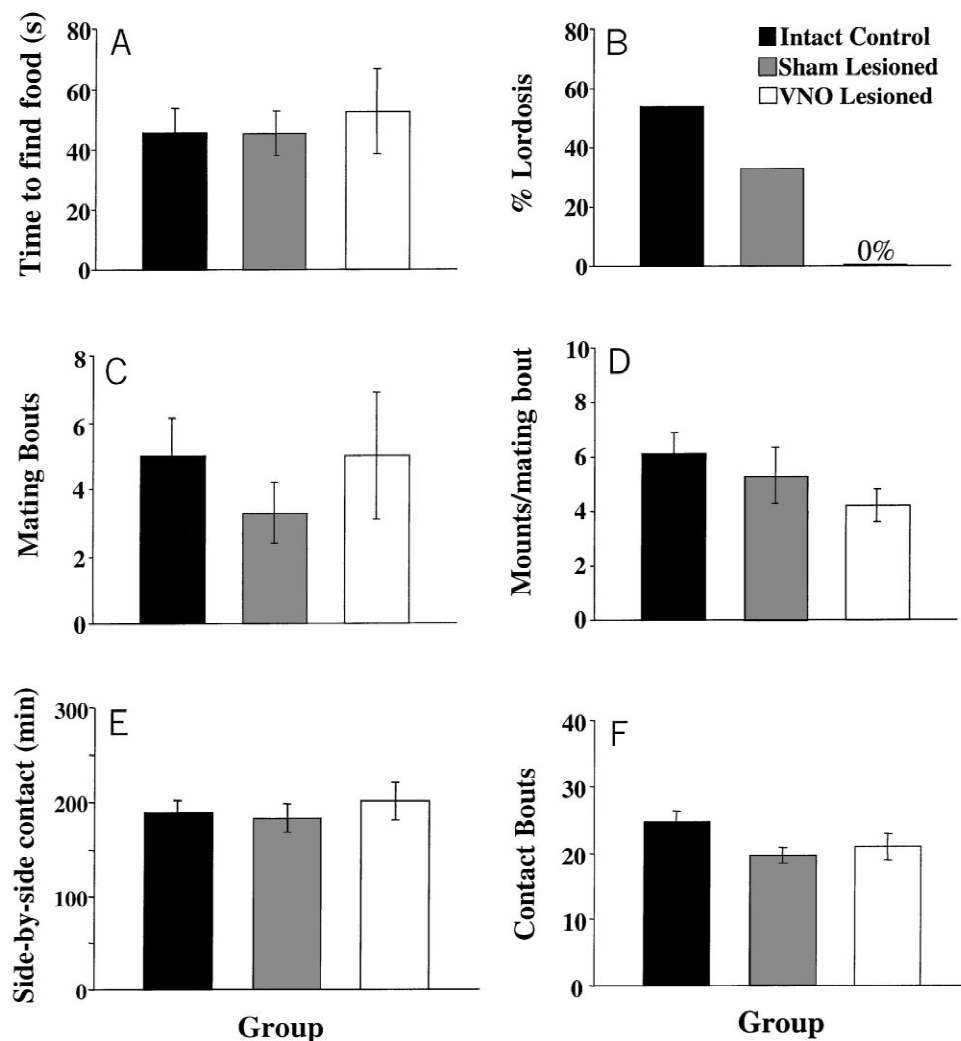 A
Time to find food (s)
80
60
40
20
0
B
% Lordosis
80
60
40
20
0
0%
Intact Control
Sham Lesioned
VNO Lesioned
C
Mating Bouts
8
6
4
2
0
D
Mounts/mating bout
10
8
6
4
2
0
E
Side-by-side contact (min)
300
200
100
0
Group
F
Contact Bouts
40
30
20
10
0
Group